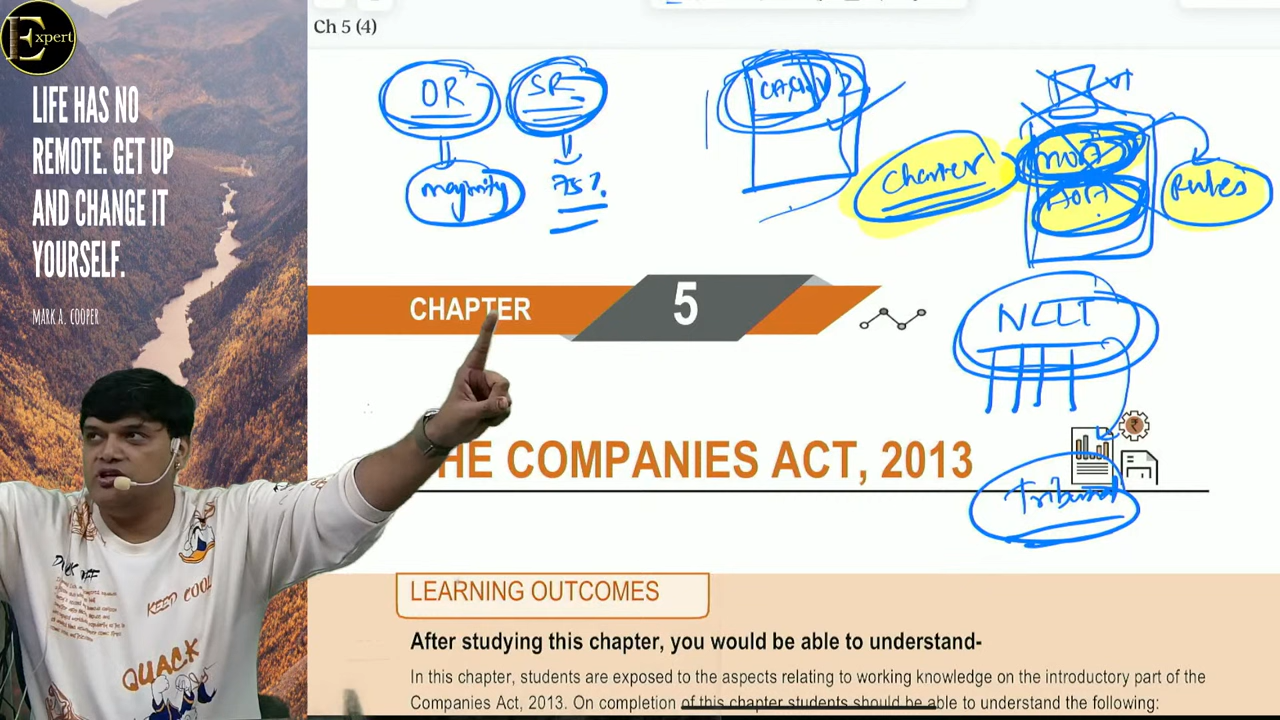 Expert
LIFE HAS NO
REMOTE. GET UP
AND CHANGE IT
YOURSELF.
MARK A. COOPER
Ch 5 (4)
OR
SR
majority
75%
Charter
MOA
AOA
Rules
NCLT
Tribunal
CHAPTER
5
HE COMPANIES ACT, 2013
LEARNING OUTCOMES
After studying this chapter, you would be able to understand-
In this chapter, students are exposed to the aspects relating to working knowledge on the introductory part of the
Companies Act, 2013. On completion of this chapter students should be able to understand the following:
KEEP COOL
QUACK